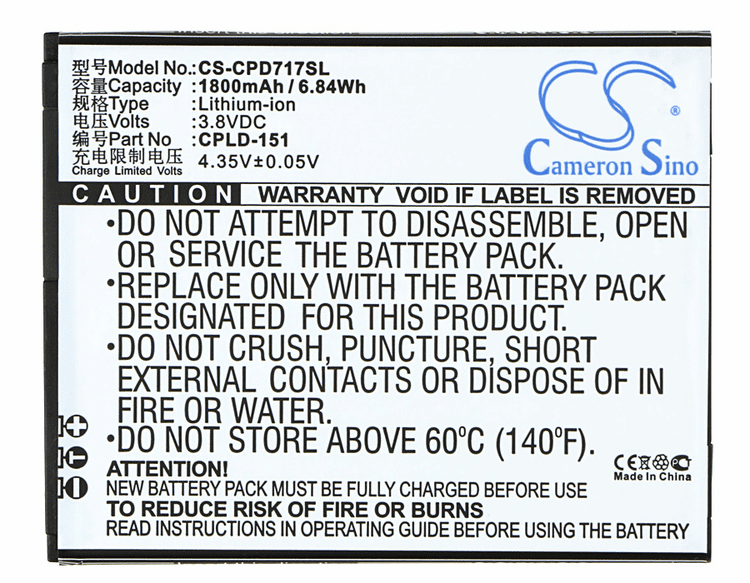 型号Model No.:CS-CPD717SL
容量Capacity :1800mAh / 6.84Wh
类型Type :Lithium-ion
电压Volts :3.8VDC
编号Part No. :CPLD-151
充电限制电压 4.35V±0.05V
Charge Limited Volts
CS®
Cameron Sino
CAUTION WARRANTY VOID IF LABEL IS REMOVED
•DO NOT ATTEMPT TO DISASSEMBLE, OPEN
OR SERVICE THE BATTERY PACK.
•REPLACE ONLY WITH THE BATTERY PACK
DESIGNATED FOR THIS PRODUCT.
•DO NOT CRUSH, PUNCTURE, SHORT
EXTERNAL CONTACTS OR DISPOSE OF IN
FIRE OR WATER.
•DO NOT STORE ABOVE 60ºC (140ºF).
ATTENTION!
NEW BATTERY PACK MUST BE FULLY CHARGED BEFORE USE
TO REDUCE RISK OF FIRE OR BURNS
READ INSTRUCTIONS IN OPERATING GUIDE BEFORE OPERATING
+
T
-
CE
Made In China